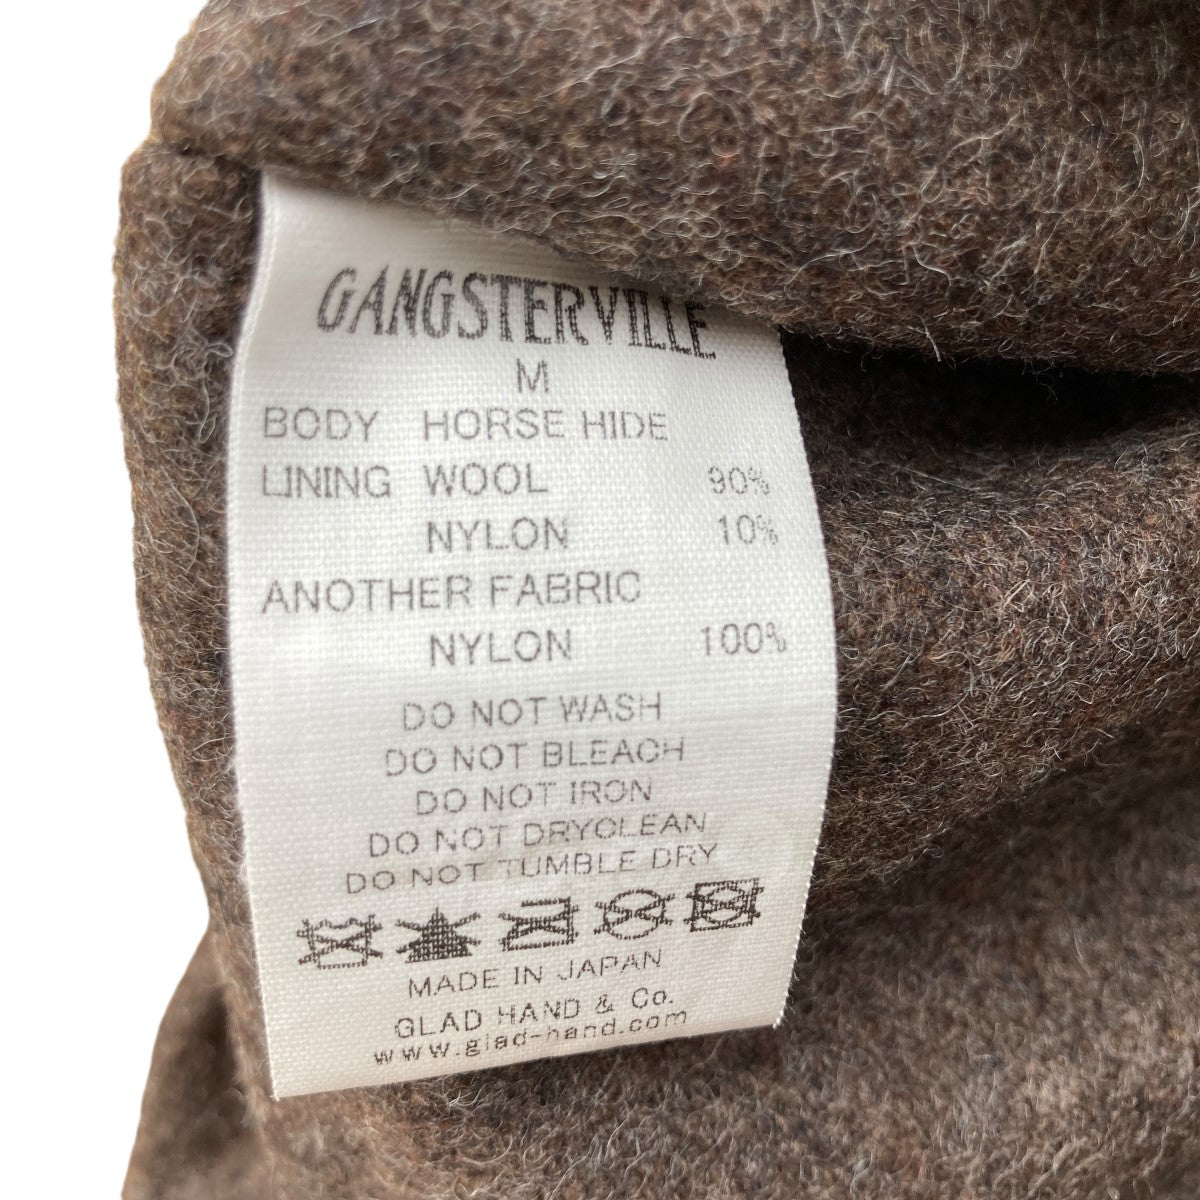 GANGSTERVILLE
M
BODY HORSE HIDE
LINING WOOL 90%
NYLON 10%
ANOTHER FABRIC
NYLON 100%
DO NOT WASH
DO NOT BLEACH
DO NOT IRON
DO NOT DRYCLEAN
DO NOT TUMBLE DRY
MADE IN JAPAN
GLAD HAND & Co.
www.glad-hand.com